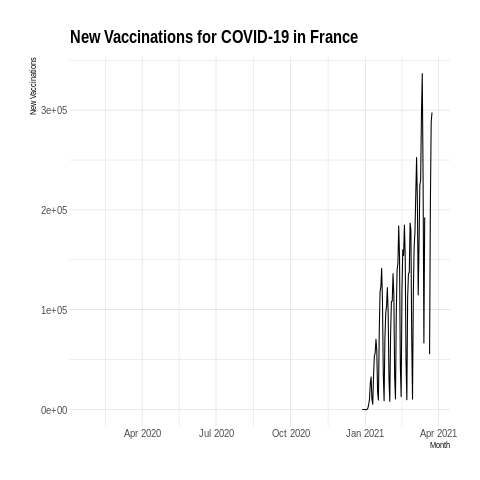 New Vaccinations for COVID-19 in France
New Vaccinations
3e+05
2e+05
1e+05
0e+00
Apr 2020 Jul 2020 Oct 2020 Jan 2021 Apr 2021
Month